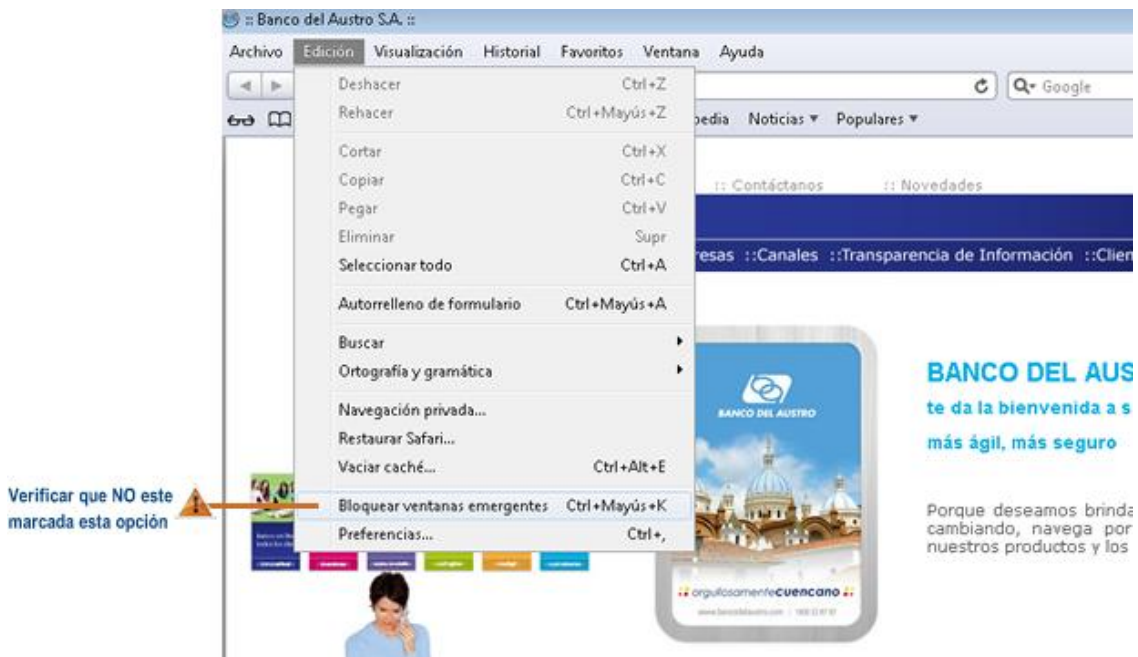 :: Banco del Austro S.A. ::
Archivo Edición Visualización Historial Favoritos Ventana Ayuda
Google
Deshacer Ctrl+Z
Rehacer Ctrl+Mayús+Z
pedia Noticias Populares
Cortar Ctrl+X
Copiar Ctrl+C
Pegar Ctrl+V
Eliminar Supr
Seleccionar todo Ctrl+A
Autorrelleno de formulario Ctrl+Mayús+A
Buscar
Ortografía y gramática
Navegación privada...
Restaurar Safari...
Vaciar caché... Ctrl+Alt+E
Bloquear ventanas emergentes Ctrl+Mayús+K
Preferencias... Ctrl+,
Verificar que NO este
marcada esta opción
:: Contáctanos :: Novedades
resas ::Canales ::Transparencia de Información ::Clien
BANCO DEL AUSTRO
orgullosamenteCUENCANO
BANCO DEL AUS
te da la bienvenida a s
más ágil, más seguro
Porque deseamos brinda
cambiando, navega por
nuestros productos y los